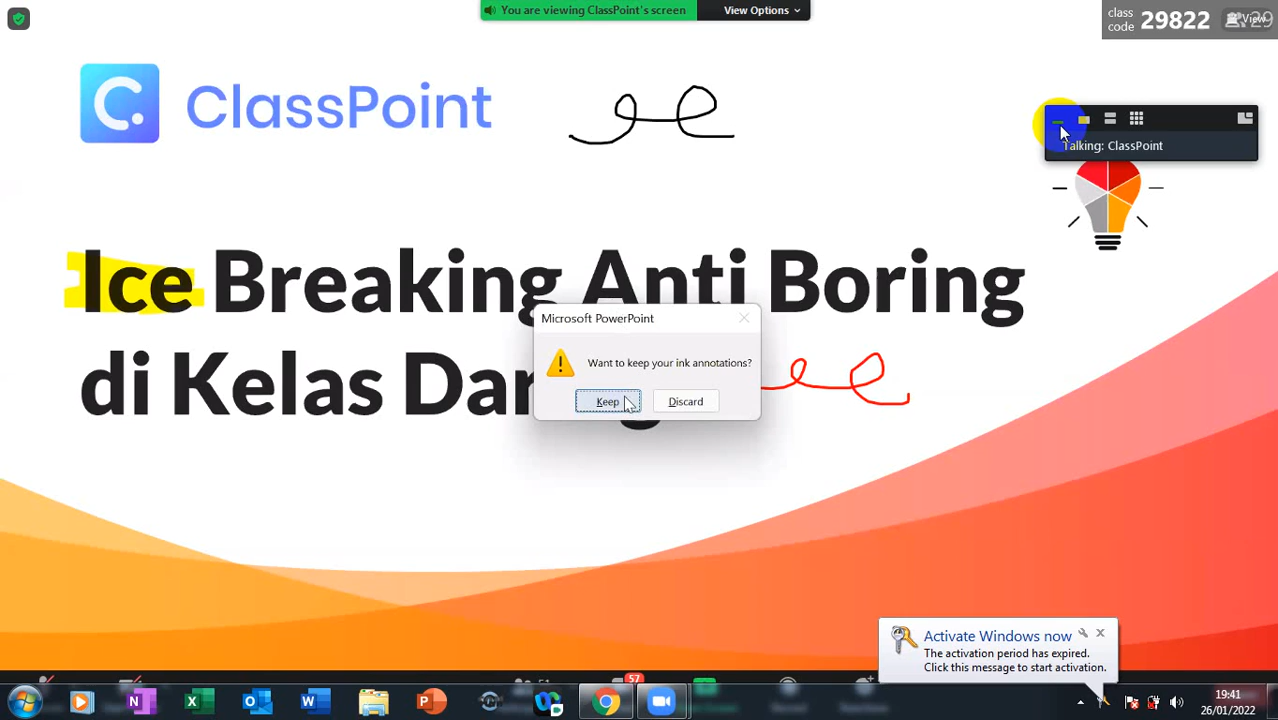 You are viewing ClassPoint's screen
View Options
class code 29822
View
ClassPoint
Talking: ClassPoint
Ice Breaking Anti Boring
di Kelas Dar
Microsoft PowerPoint
Want to keep your ink annotations?
Keep
Discard
Activate Windows now
The activation period has expired.
Click this message to start activation.
57
19:41
26/01/2022